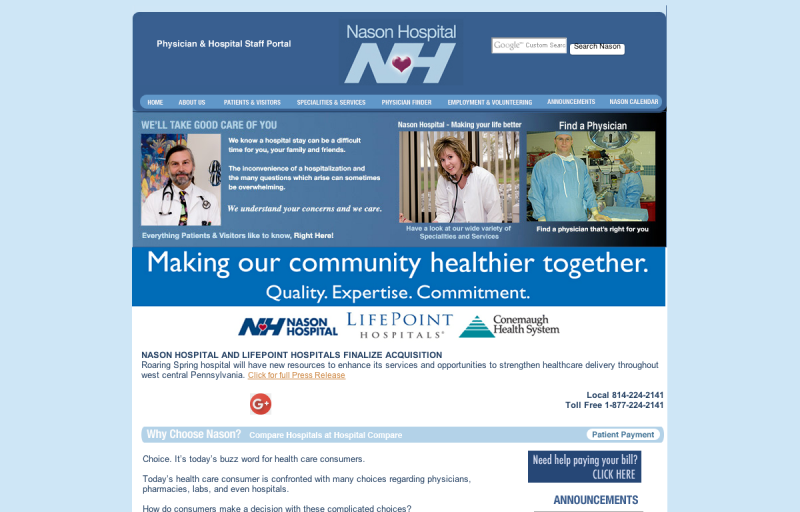 Physician & Hospital Staff Portal
Nason Hospital
NH
Google™ Custom Searc
Search Nason
HOME
ABOUT US
PATIENTS & VISITORS
SPECIALITIES & SERVICES
PHYSICIAN FINDER
EMPLOYMENT & VOLUNTEERING
ANNOUNCEMENTS
NASON CALENDAR
WE'LL TAKE GOOD CARE OF YOU
We know a hospital stay can be a difficult
time for you, your family and friends.
The inconvenience of a hospitalization and
the many questions which arise can sometimes
be overwhelming.
We understand your concerns and we care.
Everything Patients & Visitors like to know, Right Here!
Nason Hospital - Making your life better
Have a look at our wide variety of
Specialities and Services
Find a Physician
Find a physician that's right for you
Making our community healthier together.
Quality. Expertise. Commitment.
NH NASON
HOSPITAL
LIFEPOINT
HOSPITALS
Conemaugh
Health System
NASON HOSPITAL AND LIFEPOINT HOSPITALS FINALIZE ACQUISITION
Roaring Spring hospital will have new resources to enhance its services and opportunities to strengthen healthcare delivery throughout
west central Pennsylvania. Click for full Press Release
G+
Local 814-224-2141
Toll Free 1-877-224-2141
Why Choose Nason?
Compare Hospitals at Hospital Compare
Patient Payment
Choice. It's today's buzz word for health care consumers.
Today's health care consumer is confronted with many choices regarding physicians,
pharmacies, labs, and even hospitals.
How do consumers make a decision with these complicated choices?
Need help paying your bill?
CLICK HERE
ANNOUNCEMENTS